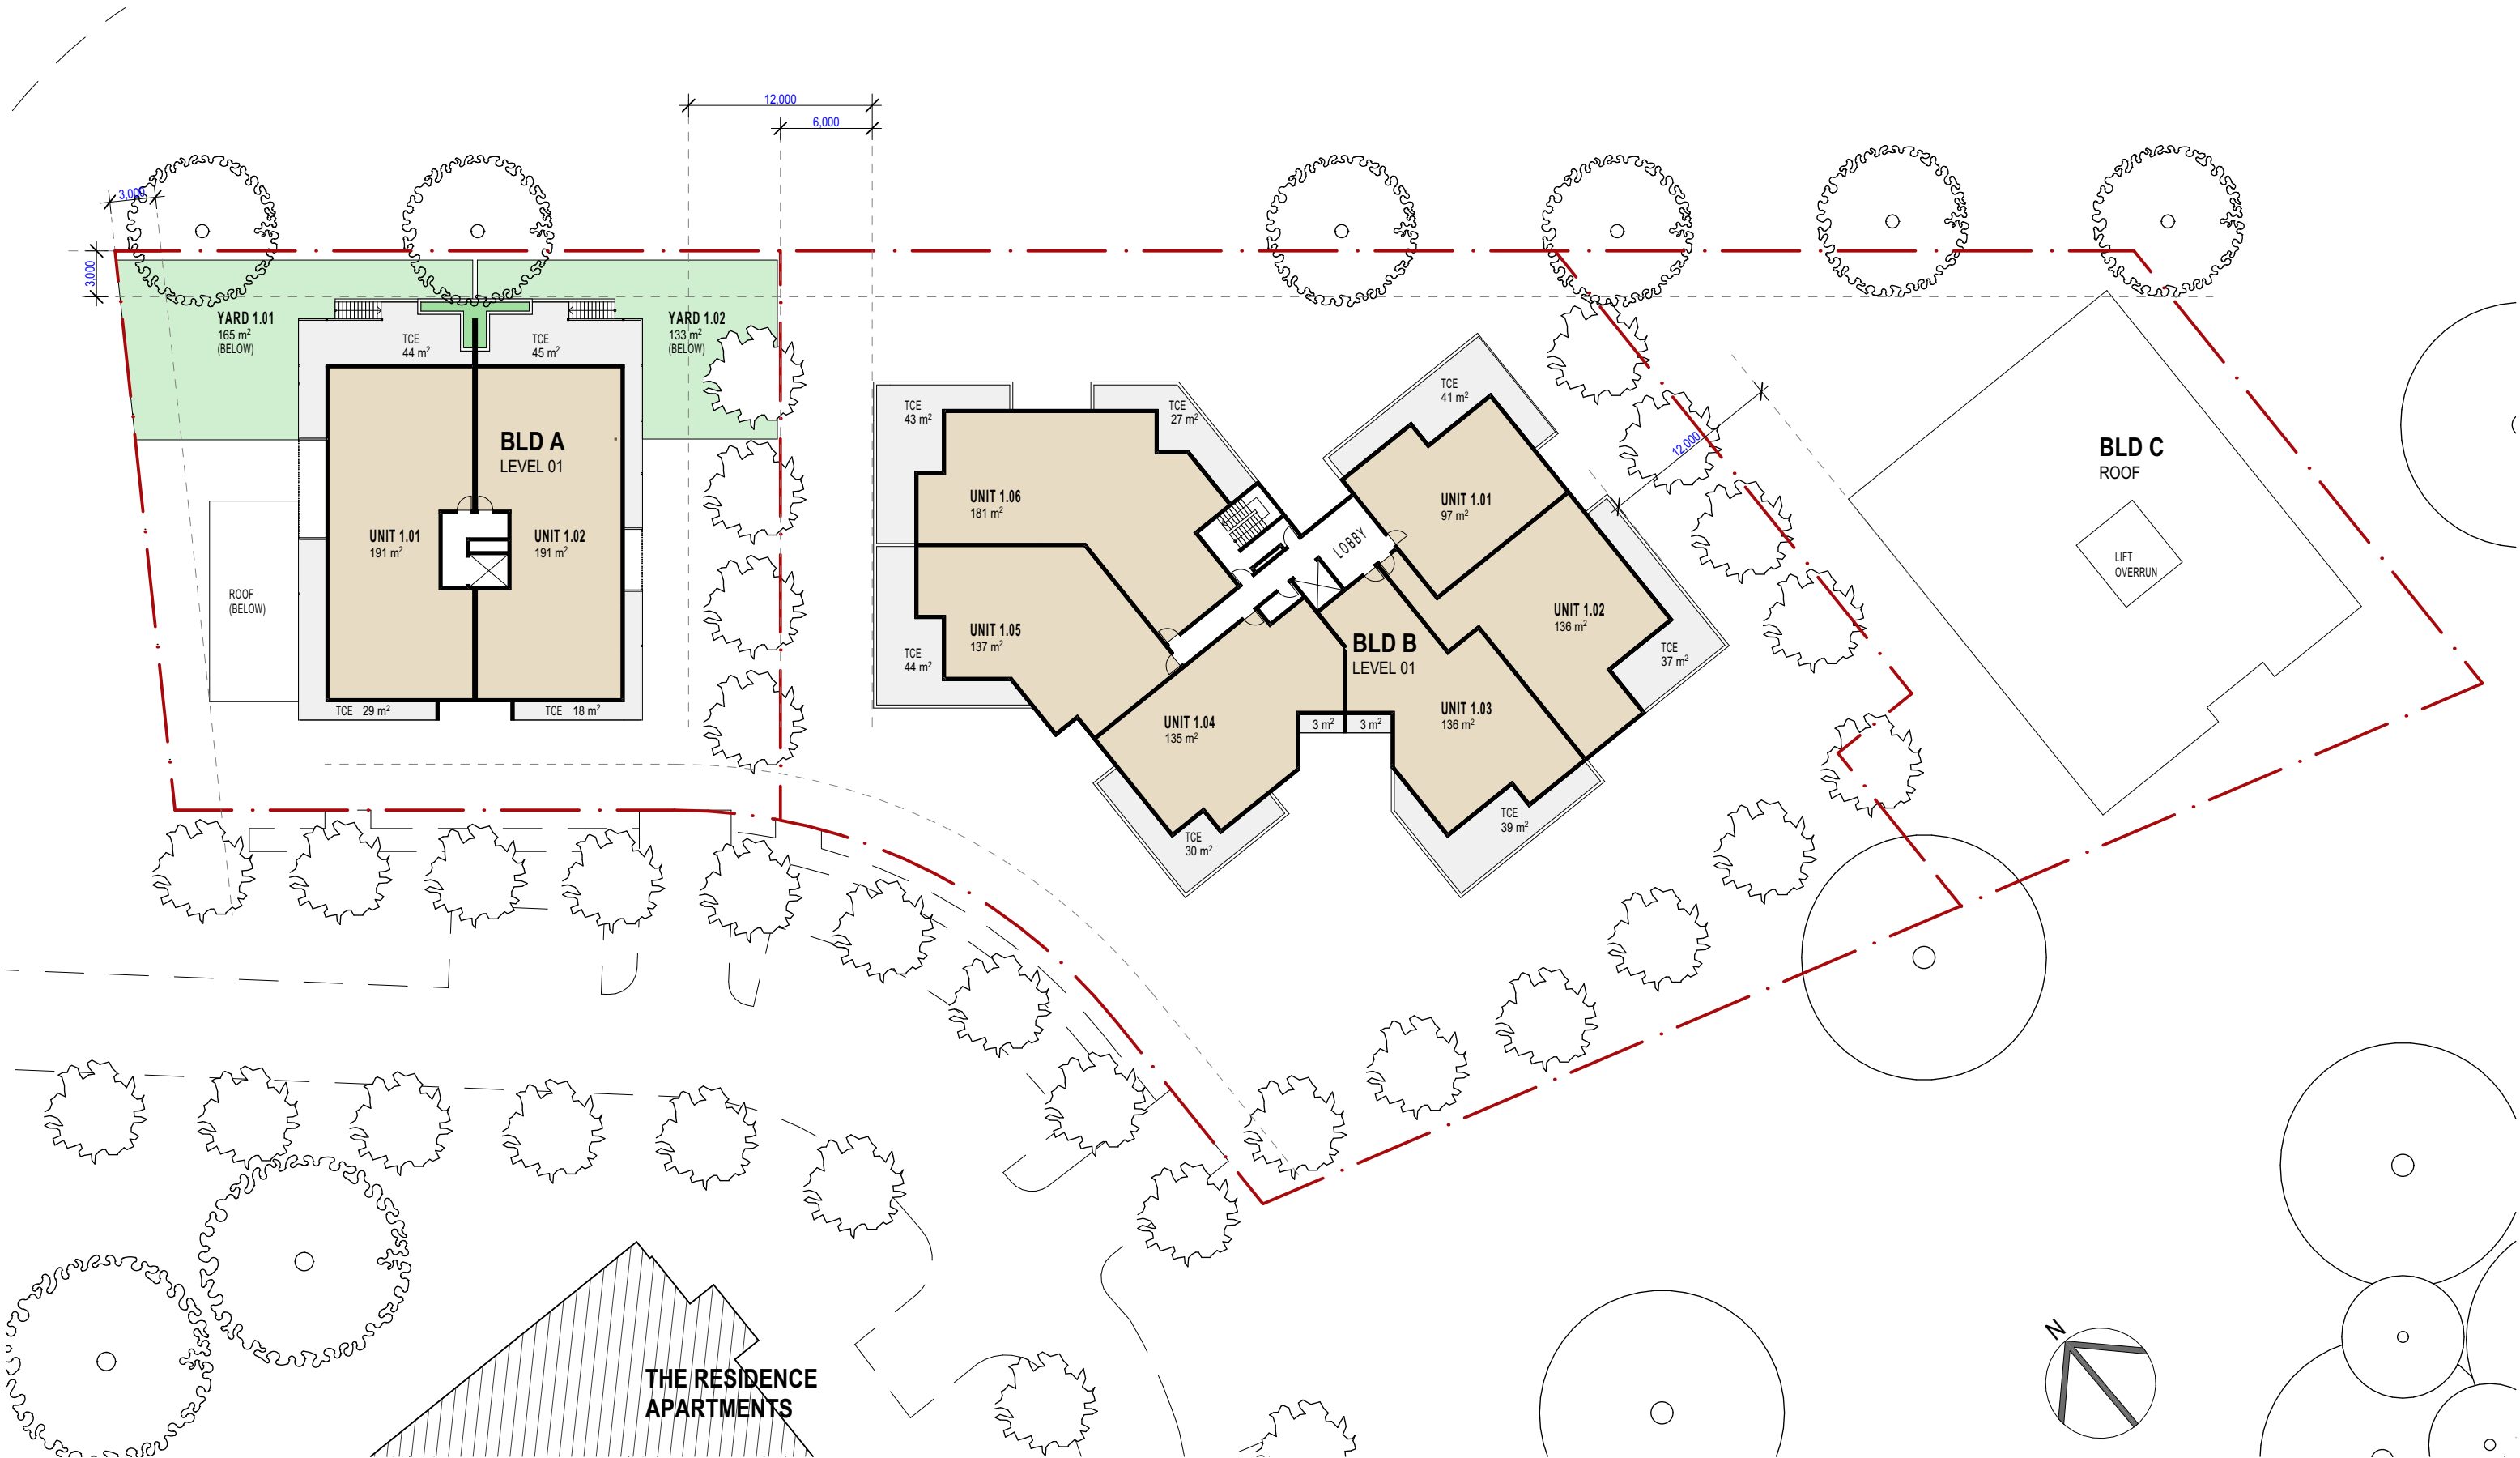 12,000
6,000
3,000
3,000
YARD 1.01
165 m²
(BELOW)
TCE
44 m²
TCE
45 m²
YARD 1.02
133 m²
(BELOW)
BLD A
LEVEL 01
UNIT 1.01
191 m²
UNIT 1.02
191 m²
ROOF
(BELOW)
TCE 29 m²
TCE 18 m²
TCE
43 m²
TCE
27 m²
UNIT 1.06
181 m²
UNIT 1.05
137 m²
TCE
44 m²
LOBBY
TCE
41 m²
UNIT 1.01
97 m²
UNIT 1.02
136 m²
TCE
37 m²
BLD B
LEVEL 01
UNIT 1.04
135 m²
3 m²
3 m²
UNIT 1.03
136 m²
TCE
30 m²
TCE
39 m²
12,000
BLD C
ROOF
LIFT
OVERRUN
THE RESIDENCE
APARTMENTS
N